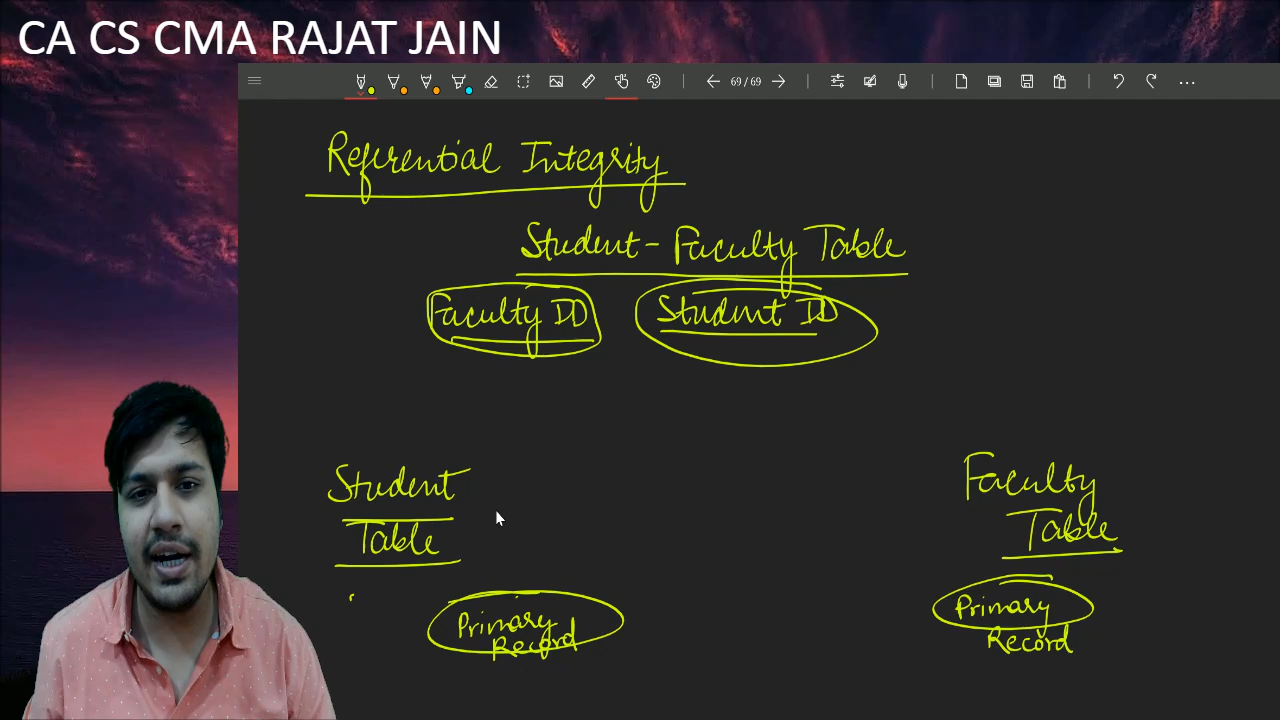 CA CS CMA RAJAT JAIN
69/69
Referential Integrity
Student-Faculty Table
Faculty ID Student ID
Student
Table
Faculty
Table
Primary
Record
Primary
Record